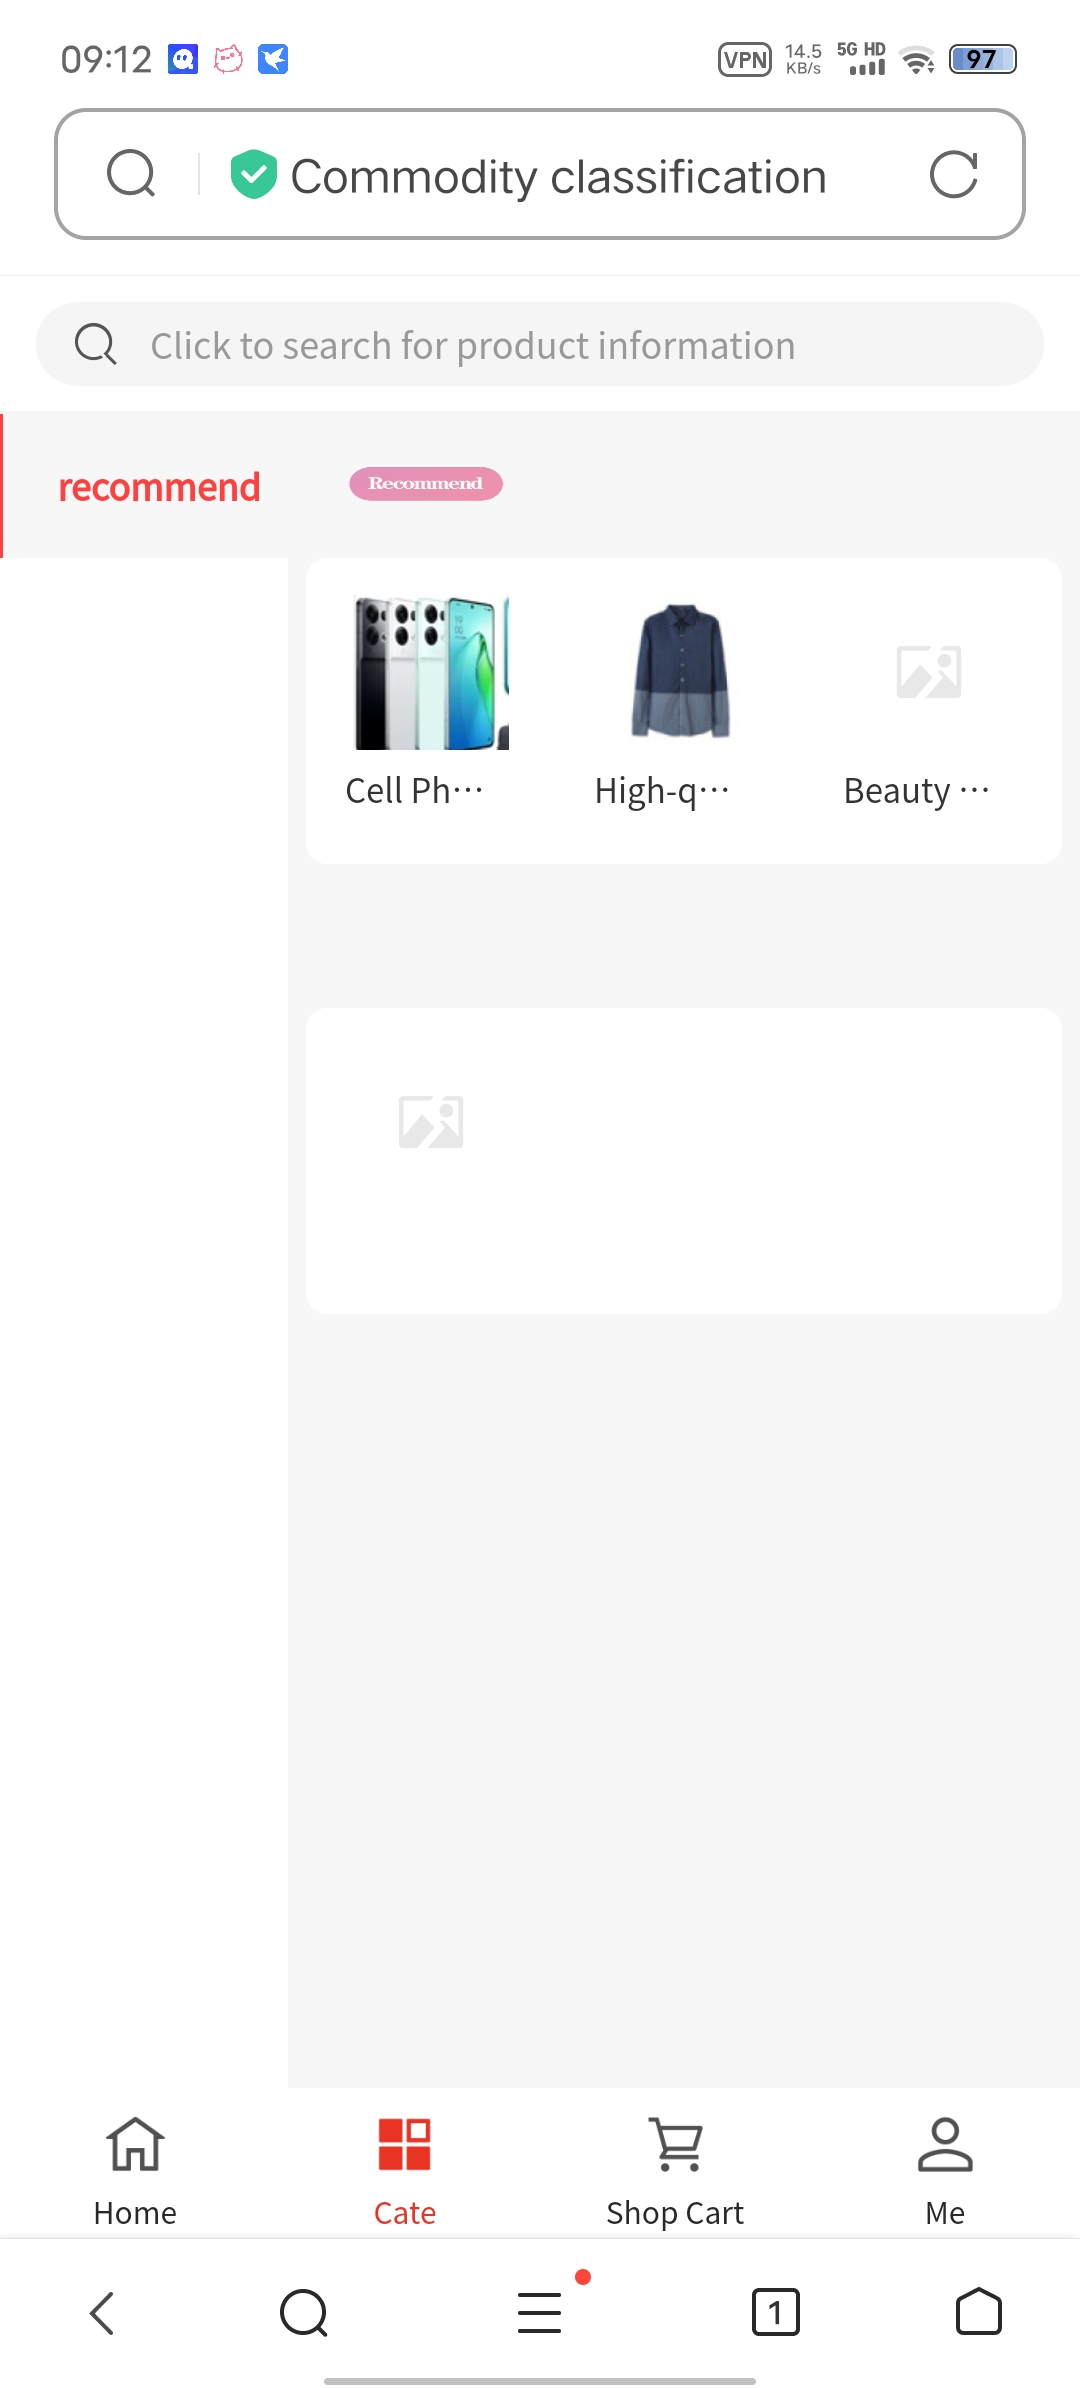 09:12
VPN
14.5 KB/s
5G HD
97
Commodity classification
Click to search for product information
recommend
Recommend
Cell Ph···
High-q···
Beauty ···
Home
Cate
Shop Cart
Me
1